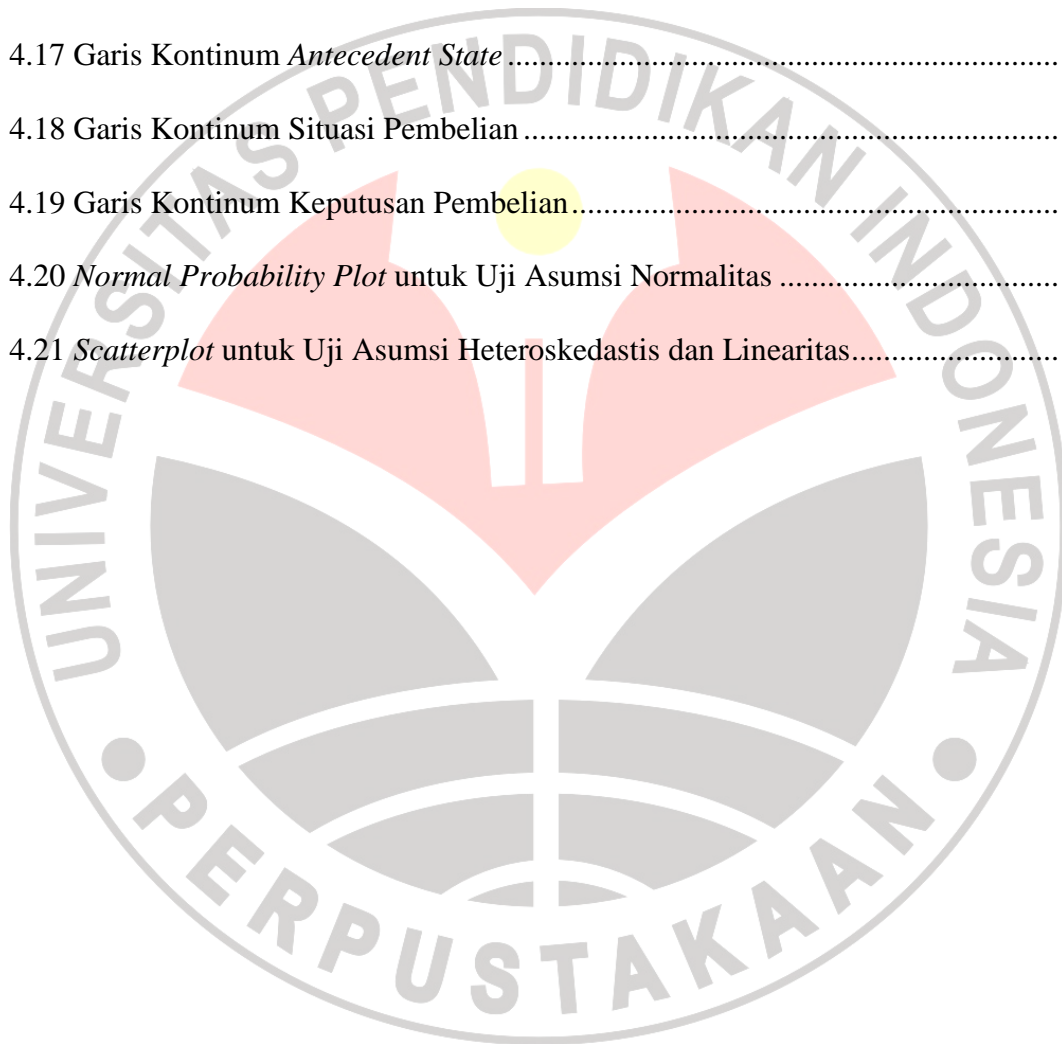 4.17 Garis Kontinum Antecedent State .....................................................................
4.18 Garis Kontinum Situasi Pembelian ...................................................................
4.19 Garis Kontinum Keputusan Pembelian.............................................................
4.20 Normal Probability Plot untuk Uji Asumsi Normalitas ...................................
4.21 Scatterplot untuk Uji Asumsi Heteroskedastis dan Linearitas..........................
UNIVERSITAS PENDIDIKAN INDONESIA
PERPUSTAKAAN